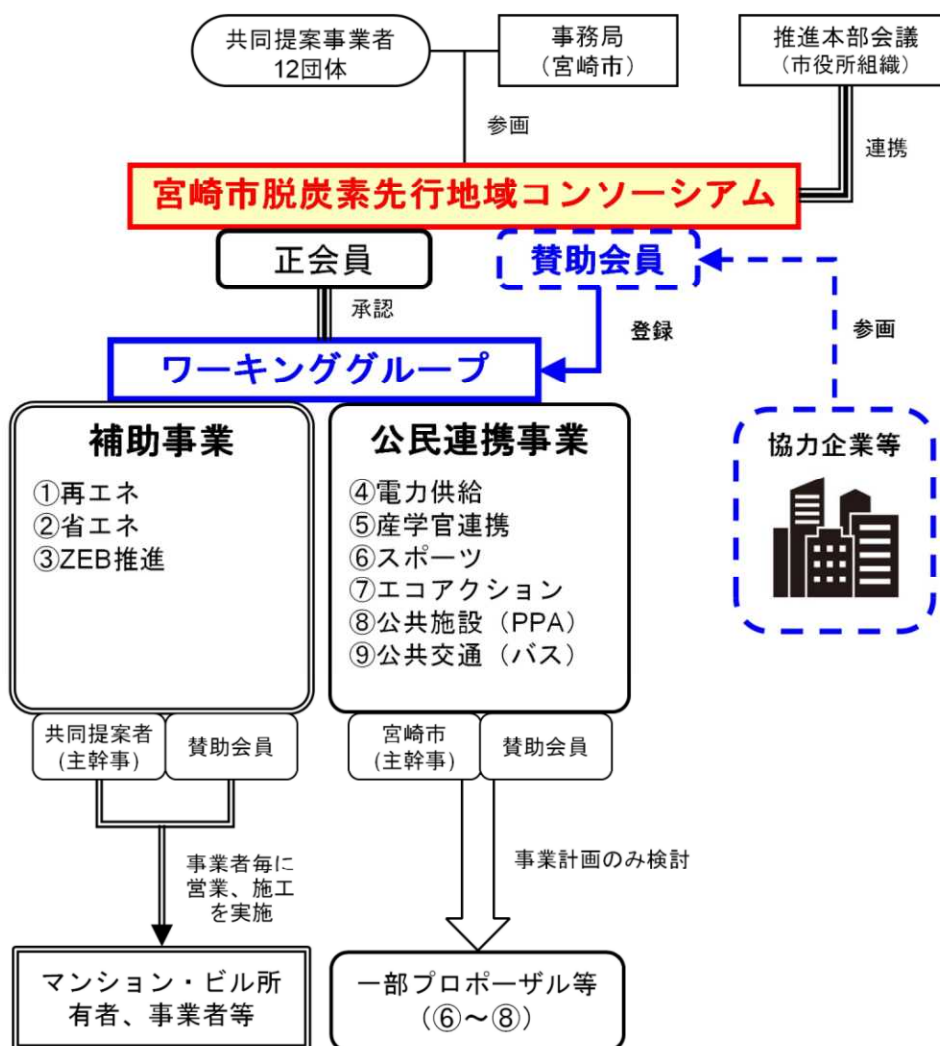 共同提案事業者
12団体
事務局
（宮崎市）
推進本部会議
（市役所組織）
参画
連携
宮崎市脱炭素先行地域コンソーシアム
正会員
賛助会員
承認
登録
参画
ワーキンググループ
補助事業
①再エネ
②省エネ
③ZEB推進
公民連携事業
④電力供給
⑤産学官連携
⑥スポーツ
⑦エコアクション
⑧公共施設（PPA）
⑨公共交通（バス）
協力企業等
共同提案者
(主幹事)
賛助会員
宮崎市
(主幹事)
賛助会員
事業者毎に
営業、施工
を実施
事業計画のみ検討
マンション・ビル所
有者、事業者等
一部プロポーザル等
（⑥～⑧）